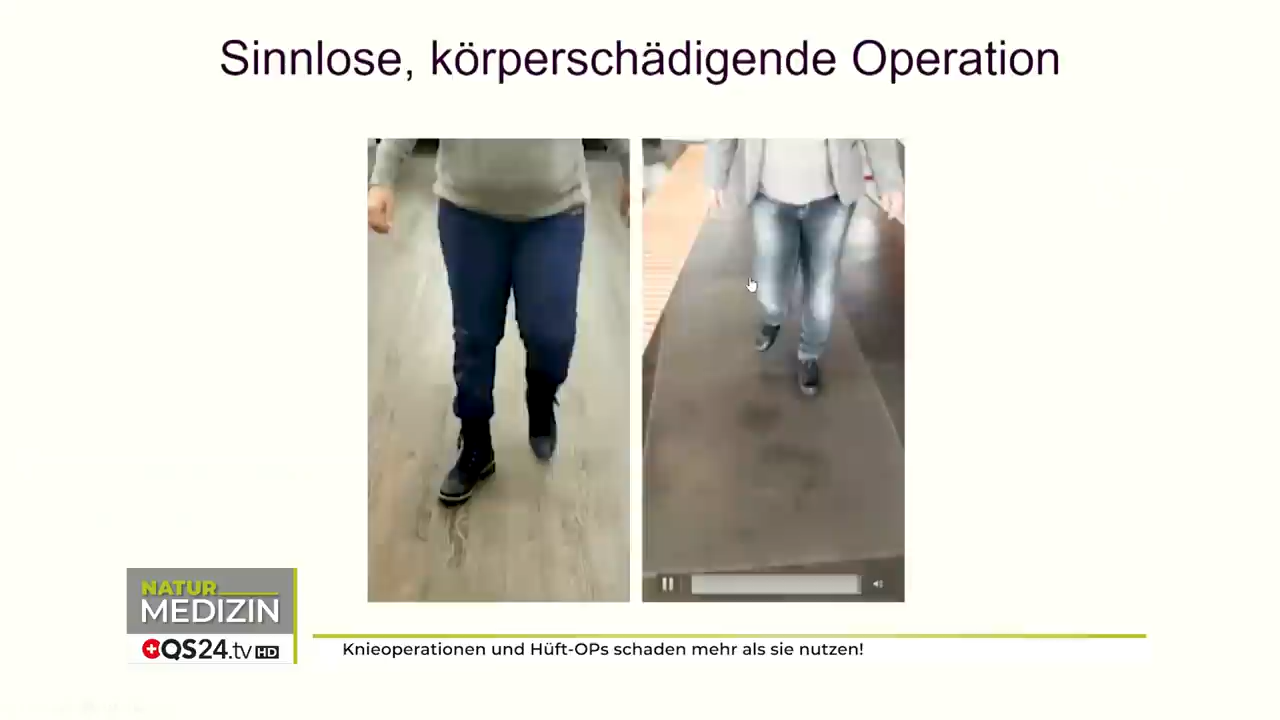 Sinnlose, körperschädigende Operation
NATUR
MEDIZIN
QS24.tv HD
Knieoperationen und Hüft-OPs schaden mehr als sie nutzen!